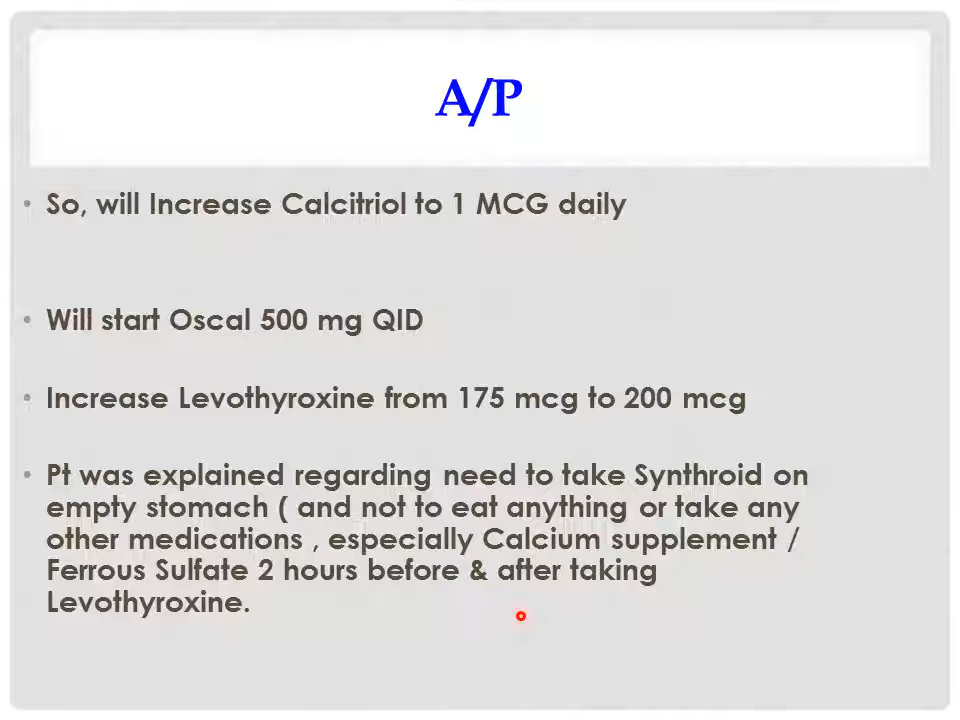 A/P
• So, will Increase Calcitriol to 1 MCG daily
• Will start Oscal 500 mg QID
• Increase Levothyroxine from 175 mcg to 200 mcg
• Pt was explained regarding need to take Synthroid on
empty stomach ( and not to eat anything or take any
other medications , especially Calcium supplement /
Ferrous Sulfate 2 hours before & after taking
Levothyroxine.